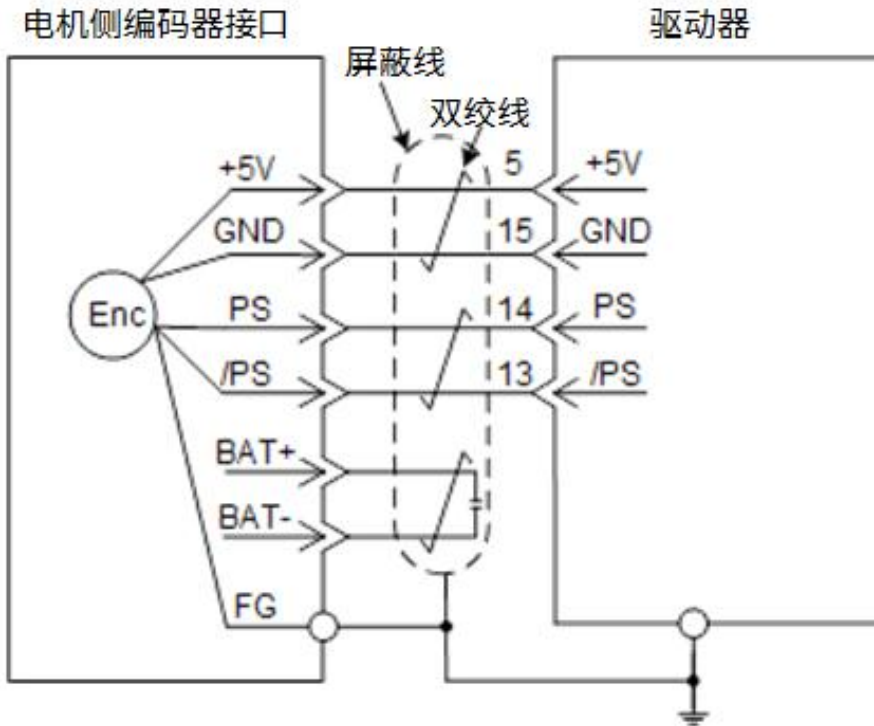 电机侧编码器接口 驱动器
屏蔽线
双绞线
+5V 5 +5V
GND 15 GND
Enc
PS 14 PS
/PS 13 /PS
BAT+
BAT-
FG